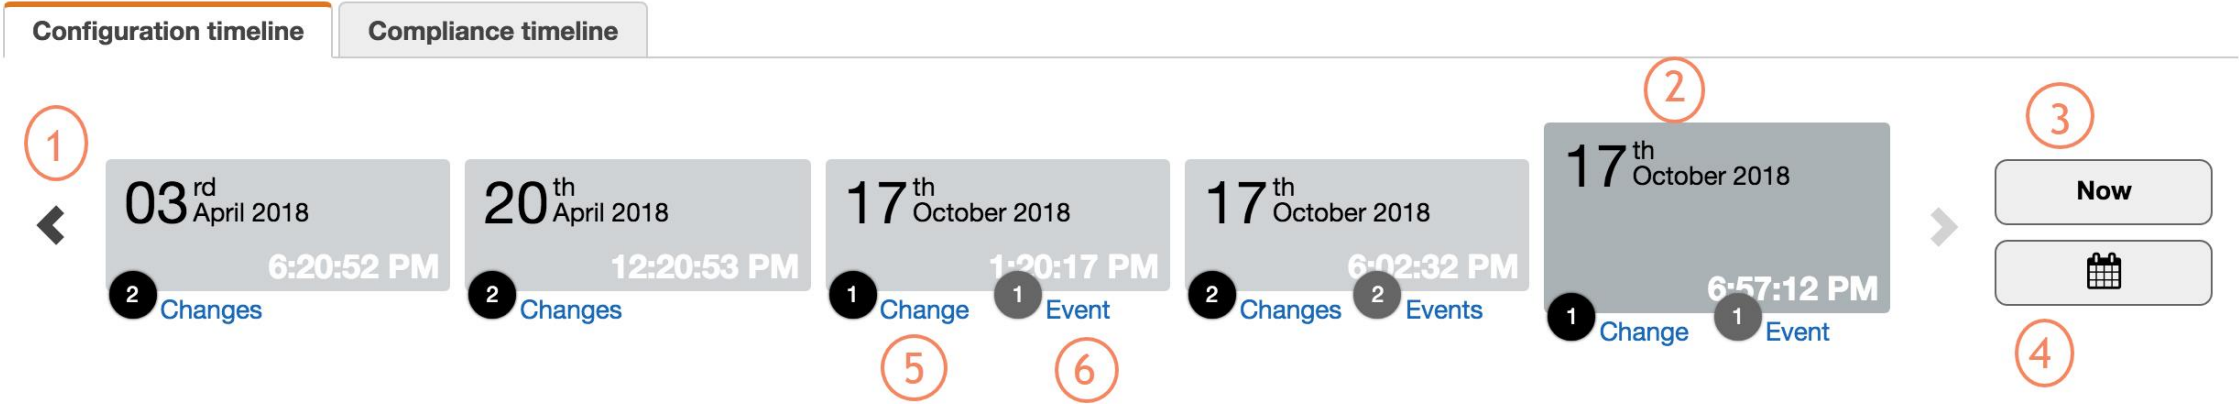 Configuration timeline
Compliance timeline
1
2
3
03 rd
April 2018
6:20:52 PM
2 Changes
20 th
April 2018
12:20:53 PM
2 Changes
17 th
October 2018
1:20:17 PM
1 Change
1 Event
17 th
October 2018
6:02:32 PM
2 Changes
2 Events
17 th
October 2018
6:57:12 PM
1 Change
1 Event
Now
5
6
4